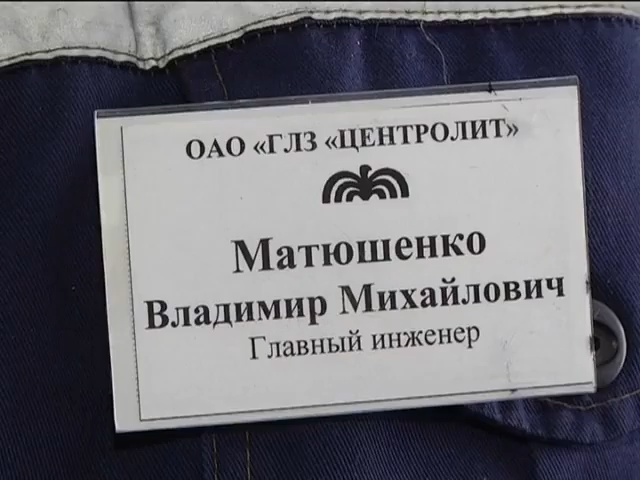 ОАО «ГЛЗ «ЦЕНТРОЛИТ»
Матюшенко
Владимир Михайлович
Главный инженер